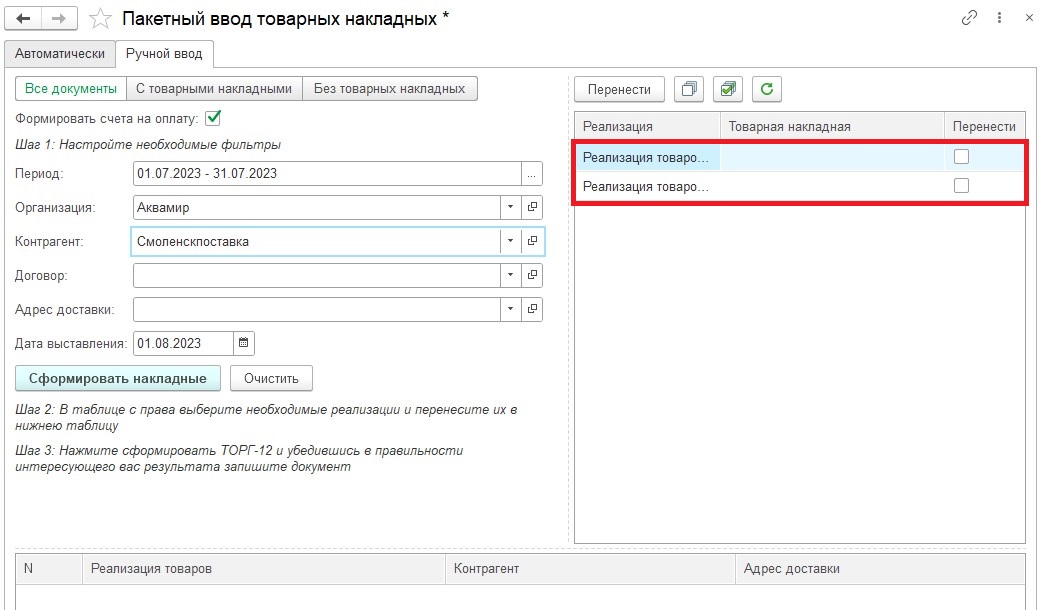 Пакетный ввод товарных накладных *
Автоматически
Ручной ввод
Все документы
С товарными накладными
Без товарных накладных
Формировать счета на оплату:
Шаг 1: Настройте необходимые фильтры
Период:
01.07.2023 - 31.07.2023
...
Организация:
Аквамир
Контрагент:
Смоленскпоставка
Договор:
Адрес доставки:
Дата выставления:
01.08.2023
Сформировать накладные
Очистить
Шаг 2: В таблице с права выберите необходимые реализации и перенесите их в
нижнею таблицу
Шаг 3: Нажмите сформировать ТОРГ-12 и убедившись в правильности
интересующего вас результата запишите документ
Перенести
Реализация
Товарная накладная
Перенести
Реализация товаро...
Реализация товаро...
N
Реализация товаров
Контрагент
Адрес доставки